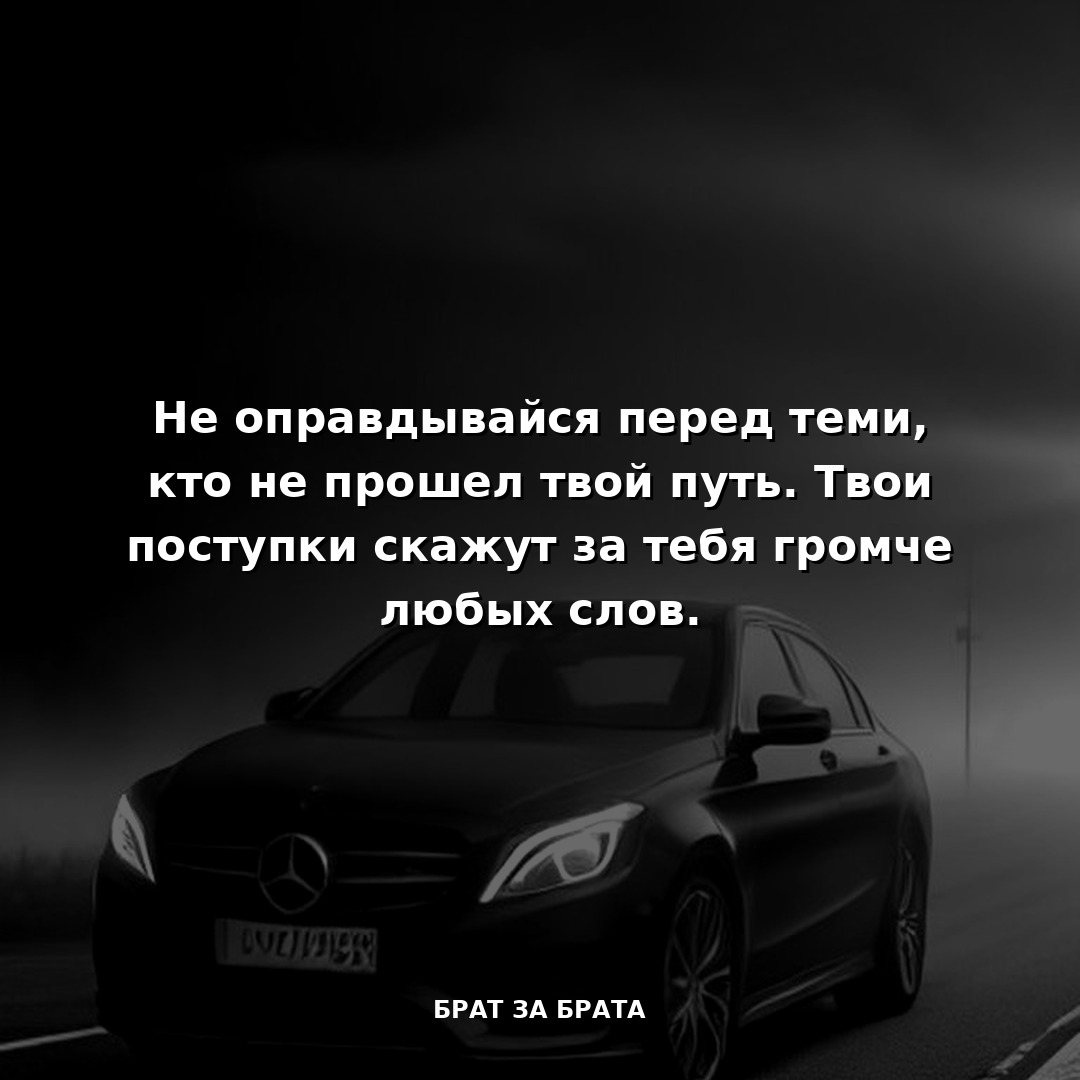 Не оправдывайся перед теми,
кто не прошел твой путь. Твои
поступки скажут за тебя громче
любых слов.
БРАТ ЗА БРАТА